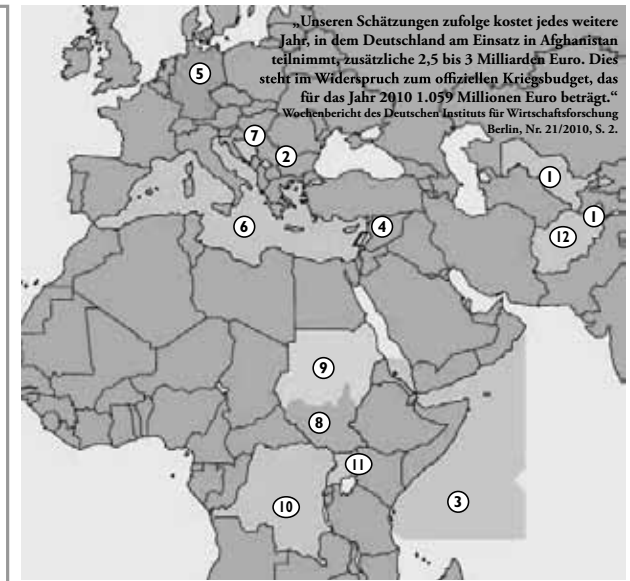 „Unseren Schätzungen zufolge kostet jedes weitere
Jahr, in dem Deutschland am Einsatz in Afghanistan
teilnimmt, zusätzliche 2,5 bis 3 Milliarden Euro. Dies
steht im Widerspruch zum offiziellen Kriegsbudget, das
für das Jahr 2010 1.059 Millionen Euro beträgt.“
Wochenbericht des Deutschen Instituts für Wirtschaftsforschung
Berlin, Nr. 21/2010, S. 2.
5
7
2
1
1
6
4
12
9
8
11
10
3